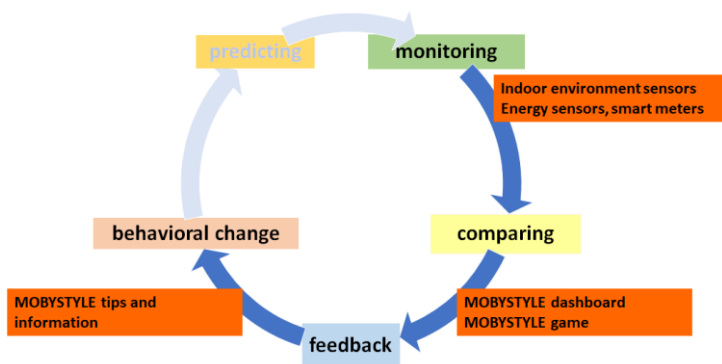 predicting
monitoring
Indoor environment sensors
Energy sensors, smart meters
behavioral change
comparing
MOBYSTYLE tips and
information
MOBYSTYLE dashboard
MOBYSTYLE game
feedback